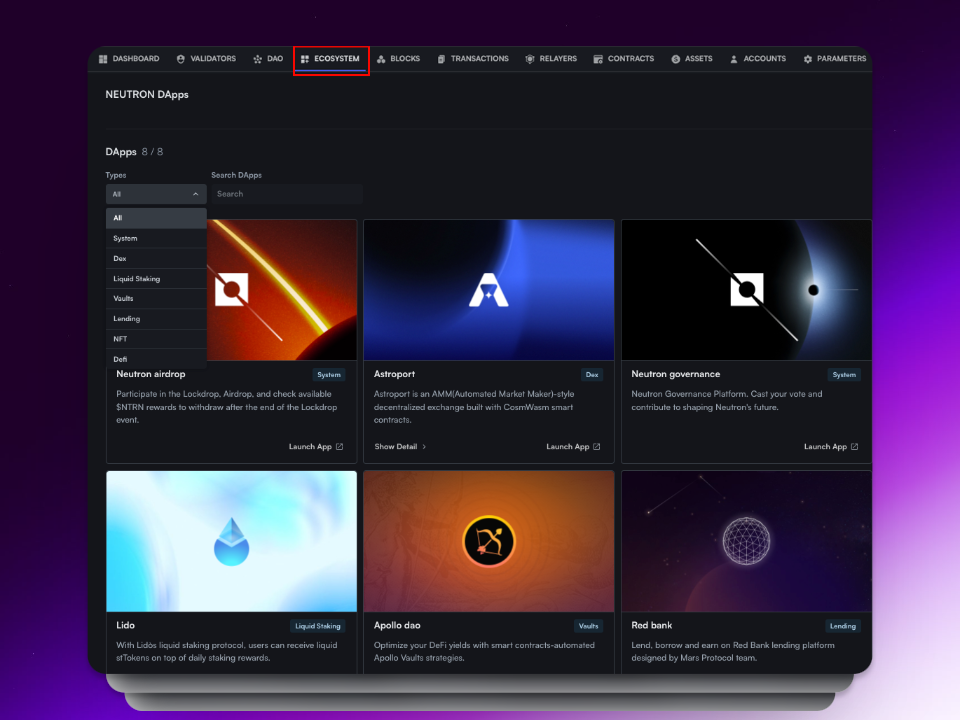 DASHBOARD VALIDATORS DAO ECOSYSTEM BLOCKS TRANSACTIONS RELAYERS CONTRACTS ASSETS ACCOUNTS PARAMETERS
NEUTRON DApps
DApps 8 / 8
Types
Search DApps
All
Search
All
System
Dex
Liquid Staking
Vaults
Lending
NFT
Defi
Neutron airdrop
System
Participate in the Lockdrop, Airdrop, and check available
$NTRN rewards to withdraw after the end of the Lockdrop
event.
Launch App
Astroport
Dex
Astroport is an AMM(Automated Market Maker)-style
decentralized exchange built with CosmWasm smart
contracts.
Show Detail
Launch App
Neutron governance
System
Neutron Governance Platform. Cast your vote and
contribute to shaping Neutron's future.
Launch App
Lido
Liquid Staking
With Lido's liquid staking protocol, users can receive liquid
stTokens on top of daily staking rewards.
Apollo dao
Vaults
Optimize your DeFi yields with smart contracts-automated
Apollo Vaults strategies.
Red bank
Lending
Lend, borrow and earn on Red Bank lending platform
designed by Mars Protocol team.